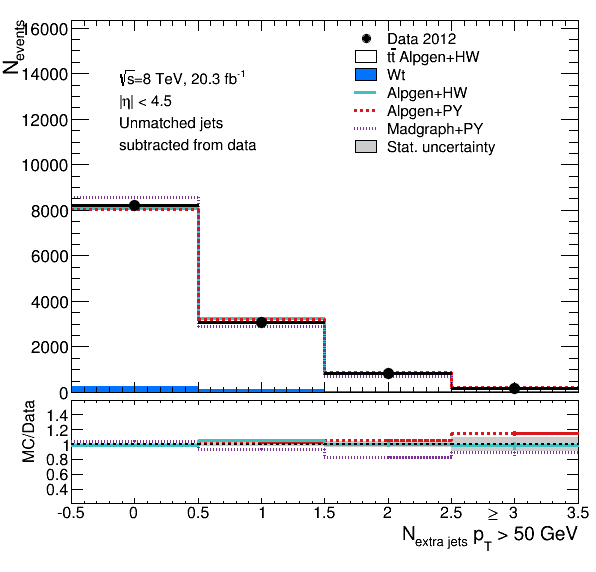 N_events
16000
14000
12000
10000
8000
6000
4000
2000
0
√s=8 TeV, 20.3 fb⁻¹
|η| < 4.5
Unmatched jets
subtracted from data
Data 2012
tt̄ Alpgen+HW
Wt
Alpgen+HW
Alpgen+PY
Madgraph+PY
Stat. uncertainty
MC/Data
1.4
1.2
1
0.8
0.6
0.4
-0.5 0 0.5 1 1.5 2 2.5 ≥ 3 3.5
N_extra jets p_T > 50 GeV